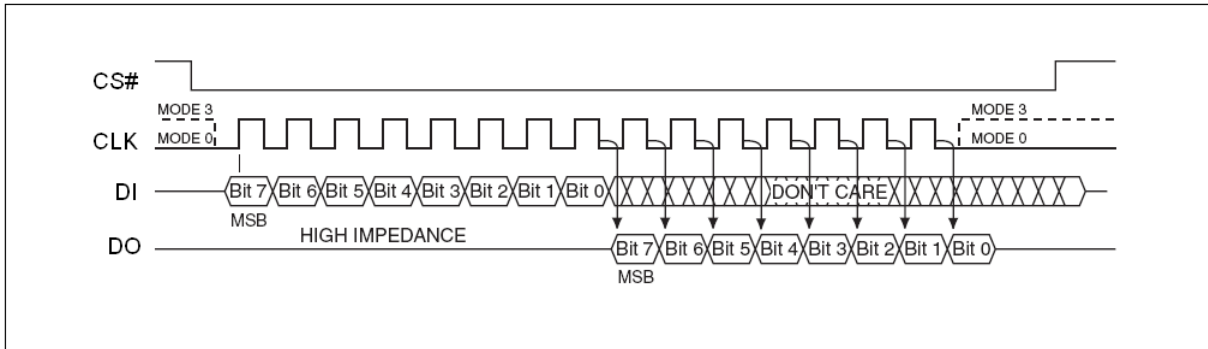 CS#
MODE 3
MODE 3
CLK
MODE 0
MODE 0
DI
Bit 7 Bit 6 Bit 5 Bit 4 Bit 3 Bit 2 Bit 1 Bit 0
DON'T CARE
MSB
HIGH IMPEDANCE
DO
Bit 7 Bit 6 Bit 5 Bit 4 Bit 3 Bit 2 Bit 1 Bit 0
MSB